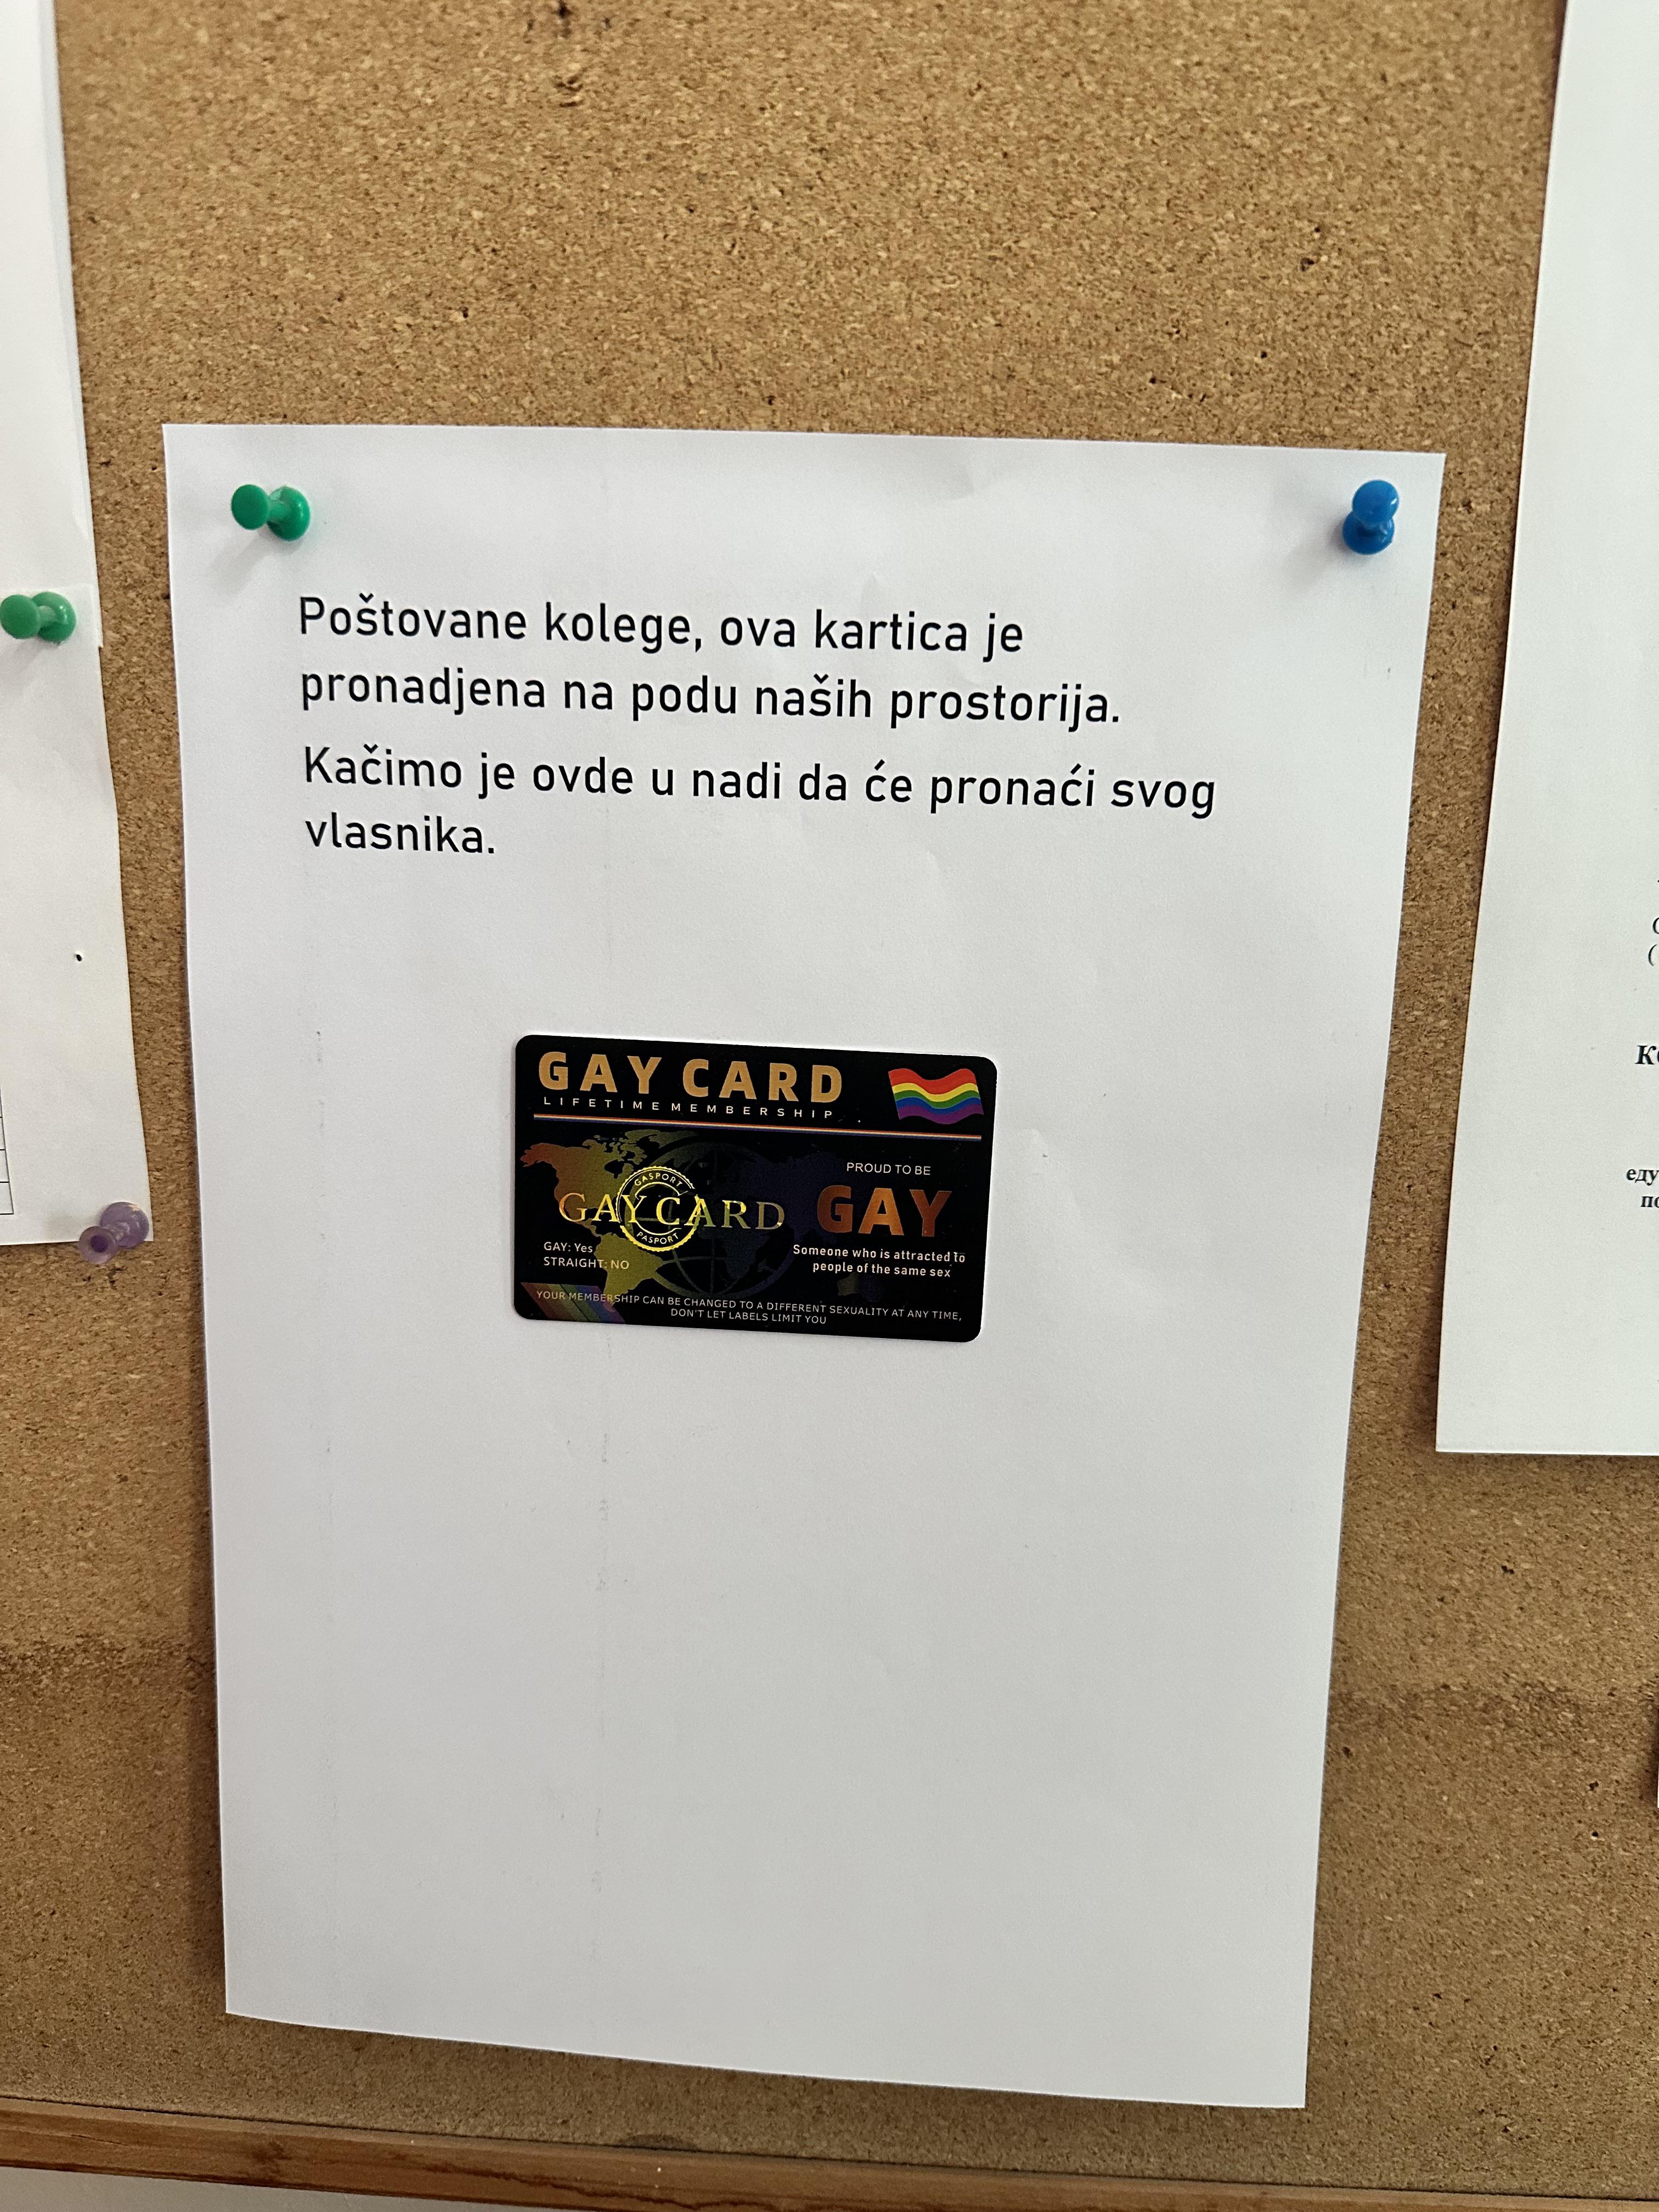 Poštovane kolege, ova kartica je
pronadjena na podu naših prostorija.
Kačimo je ovde u nadi da će pronaći svog
vlasnika.
GAY CARD
LIFETIME MEMBERSHIP
PROUD TO BE
GAY
Someone who is attracted to
people of the same sex
GASPORT
GAY CARD
PASPORT
GAY: Yes
STRAIGHT: NO
YOUR MEMBERSHIP CAN BE CHANGED TO A DIFFERENT SEXUALITY AT ANY TIME,
DON'T LET LABELS LIMIT YOU